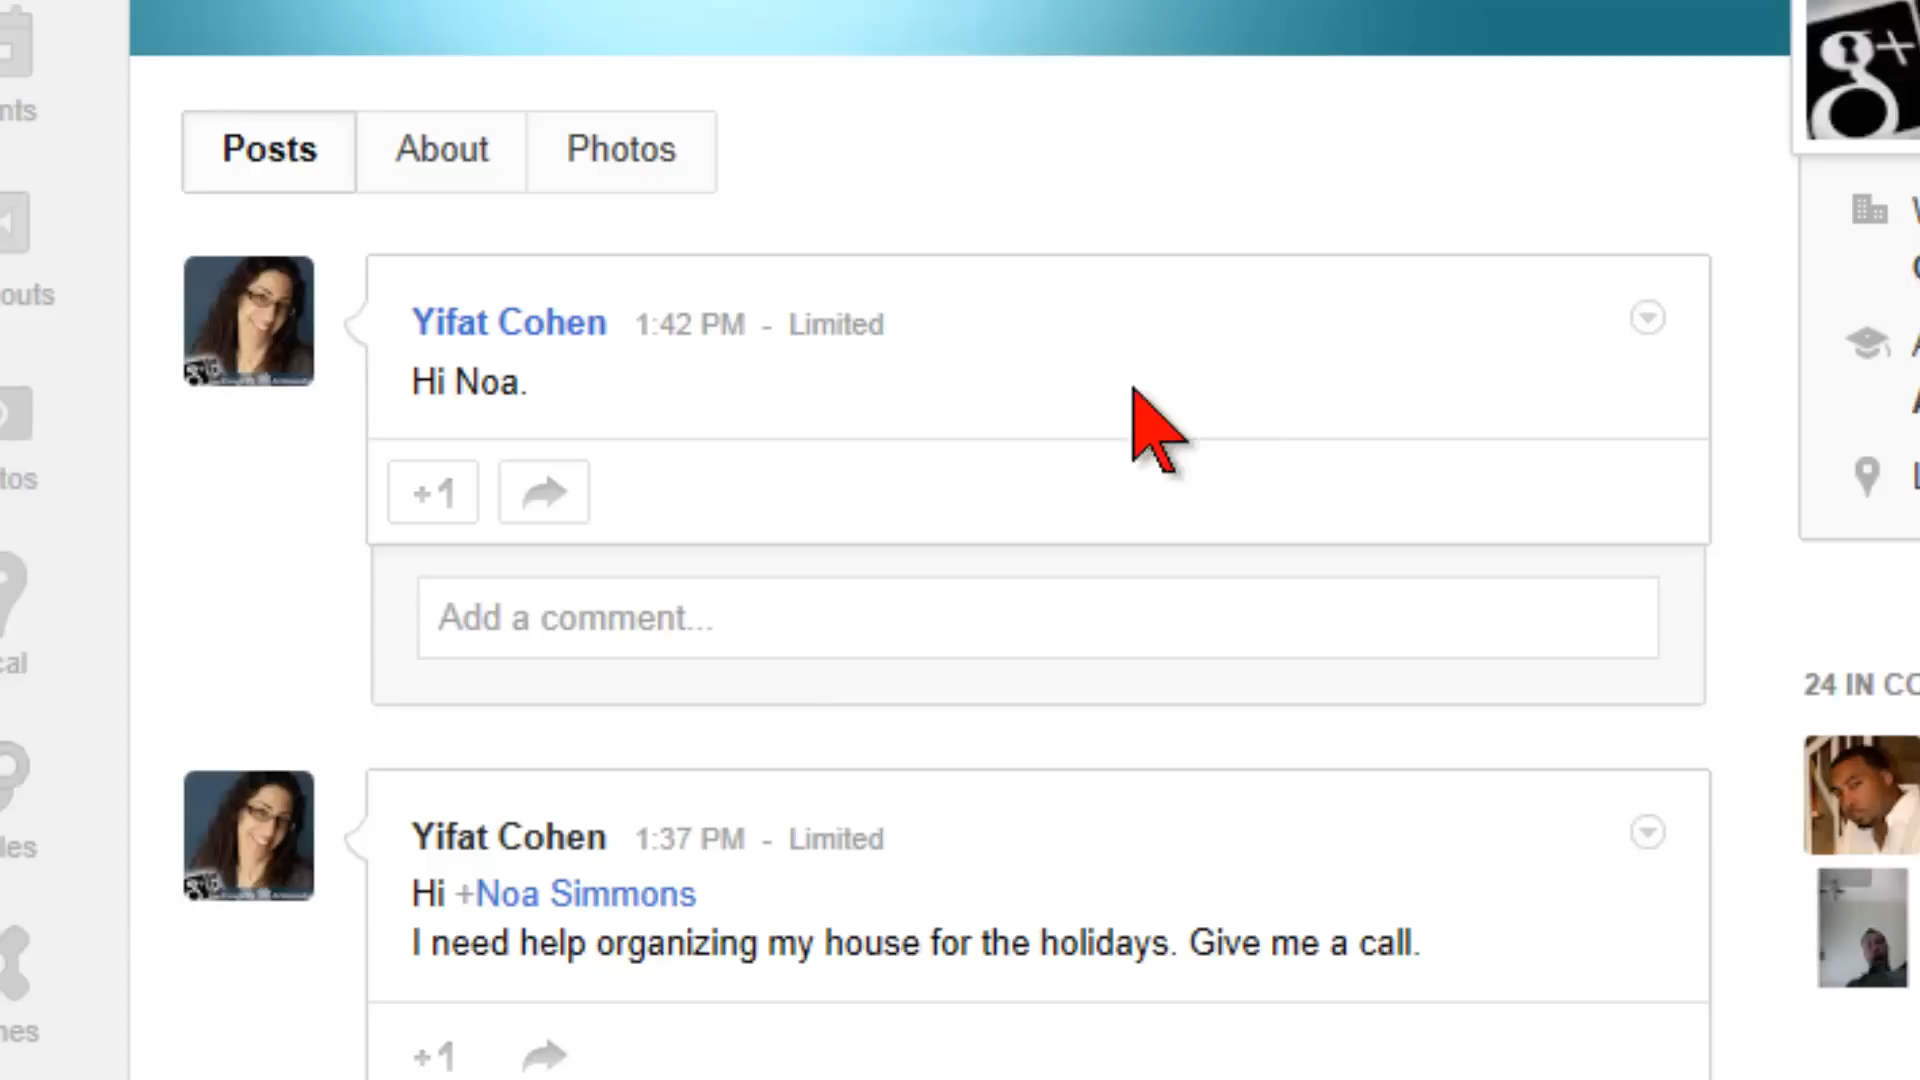 Posts About Photos
g+
nts
outs
tos
cal
les
nes
Yifat Cohen 1:42 PM - Limited
Hi Noa.
+1
Add a comment...
Yifat Cohen 1:37 PM - Limited
Hi +Noa Simmons
I need help organizing my house for the holidays. Give me a call.
+1
24 IN CO